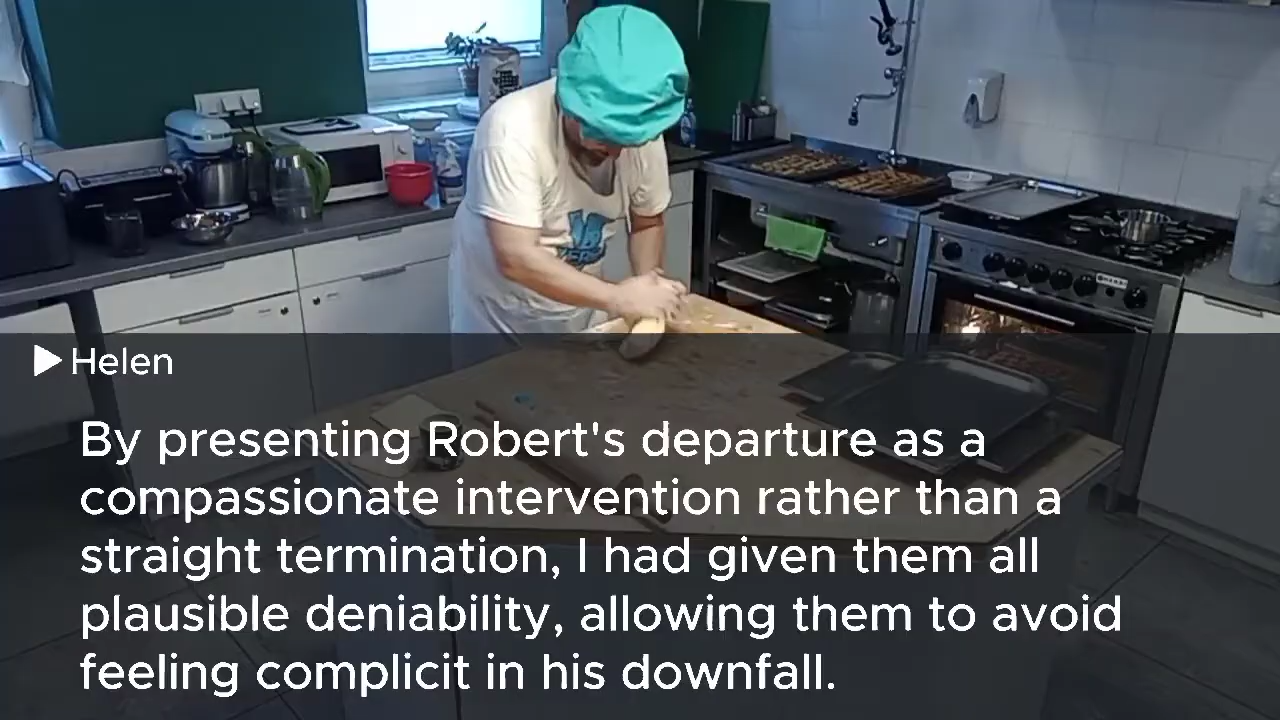 Helen
By presenting Robert's departure as a
compassionate intervention rather than a
straight termination, I had given them all
plausible deniability, allowing them to avoid
feeling complicit in his downfall.